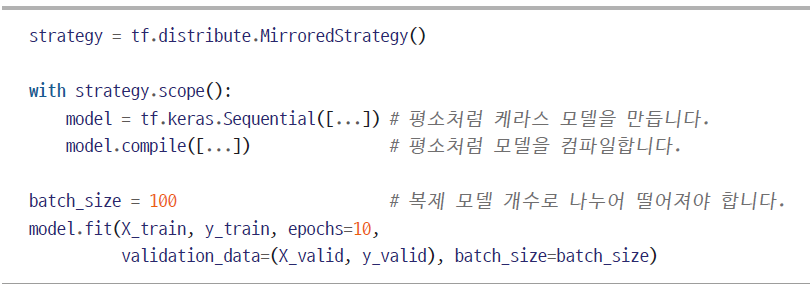 strategy = tf.distribute.MirroredStrategy()
with strategy.scope():
    model = tf.keras.Sequential([...]) # 평소처럼 케라스 모델을 만듭니다.
    model.compile([...])               # 평소처럼 모델을 컴파일합니다.
batch_size = 100                       # 복제 모델 개수로 나누어 떨어져야 합니다.
model.fit(X_train, y_train, epochs=10,
          validation_data=(X_valid, y_valid), batch_size=batch_size)